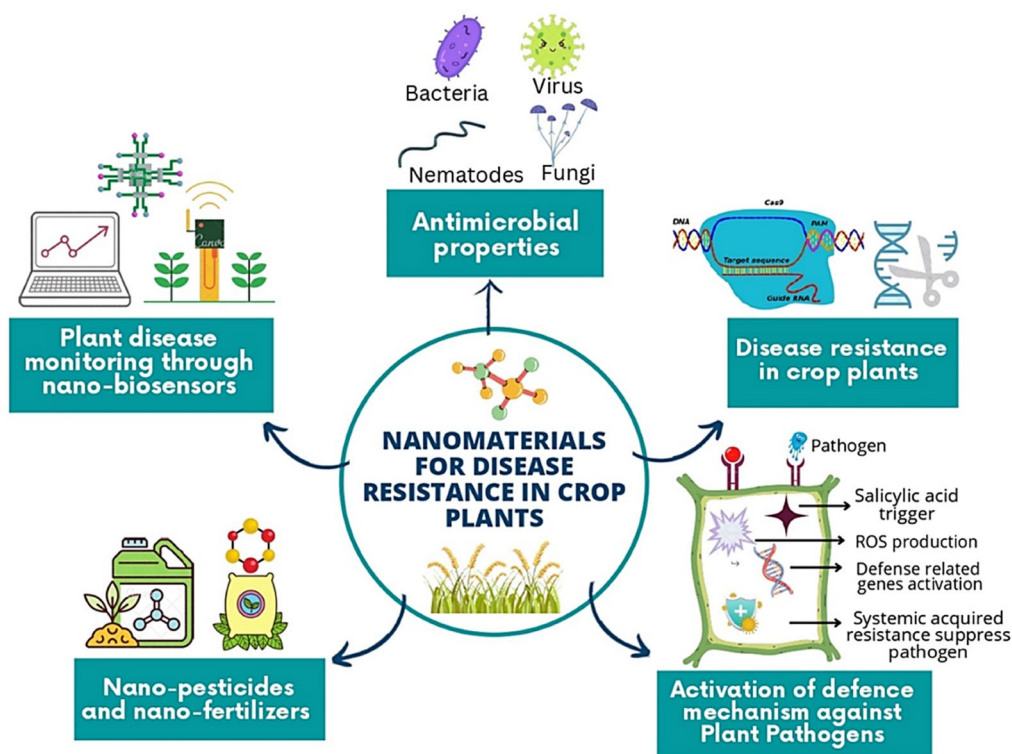 Bacteria
Virus
Nematodes
Fungi
Antimicrobial
properties
Canva
Plant disease
monitoring through
nano-biosensors
Cas9
DNA
PAM
Target sequence
Guide RNA
Disease resistance
in crop plants
NANOMATERIALS
FOR DISEASE
RESISTANCE IN CROP
PLANTS
Pathogen
Salicylic acid
trigger
ROS production
Defense related
genes activation
Systemic acquired
resistance suppress
pathogen
Nano-pesticides
and nano-fertilizers
Activation of defence
mechanism against
Plant Pathogens